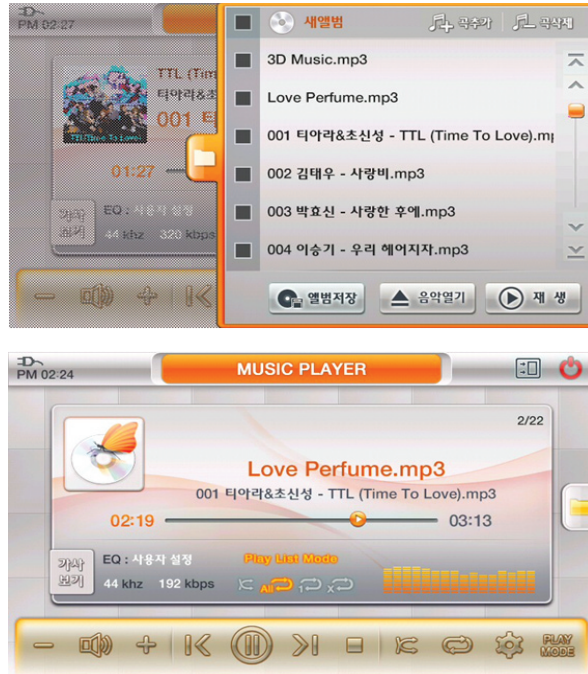 PM 02:27
새앨범
곡추가
곡삭제
3D Music.mp3
Love Perfume.mp3
TTL (Tim
티아라&초
001 티아라&초신성 - TTL (Time To Love).mp
001
01:27
002 김태우 - 사랑비.mp3
003 박효신 - 사랑한 후에.mp3
004 이승기 - 우리 헤어지자.mp3
가사
보기
EQ : 사용자 설정
44 khz 320 kbps
앨범저장
음악열기
재 생
PM 02:24
MUSIC PLAYER
2/22
Love Perfume.mp3
001 티아라&초신성 - TTL (Time To Love).mp3
02:19
03:13
가사
보기
EQ : 사용자 설정
Play List Mode
44 khz 192 kbps
All
1
x
PLAY
MODE